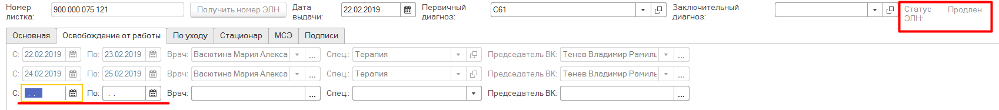 Номер листка: 900 000 075 121 Получить номер ЭЛН Дата выдачи: 22.02.2019 Первичный диагноз: C61 Заключительный диагноз: Статус ЭЛН: Продлен
Основная Освобождение от работы По уходу Стационар МСЭ Подписи
С: 22.02.2019 По: 23.02.2019 Врач: Васютина Мария Алекса ... Спец.: Терапия Председатель ВК: Тенев Владимир Рамиль ...
С: 24.02.2019 По: 25.02.2019 Врач: Васютина Мария Алекса ... Спец.: Терапия Председатель ВК: Тенев Владимир Рамиль ...
С: . . По: . . Врач: ... Спец.: Председатель ВК: ...